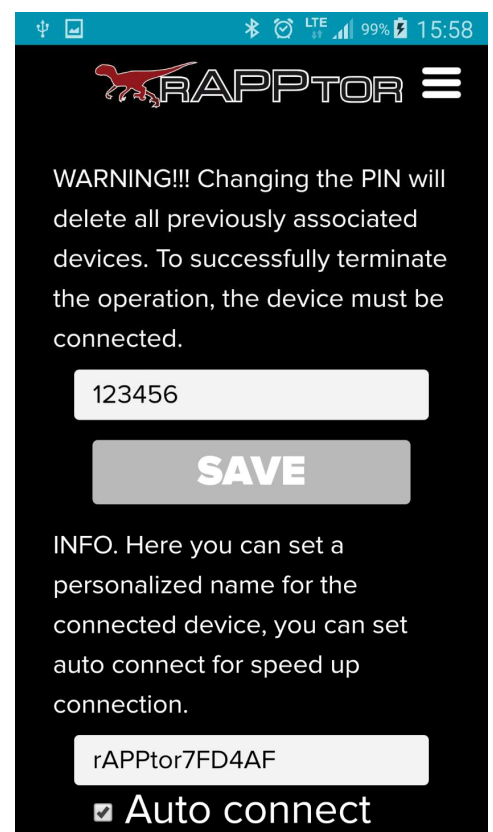 LTE 99% 15:58
rAPPTOR
WARNING!!! Changing the PIN will
delete all previously associated
devices. To successfully terminate
the operation, the device must be
connected.
123456
SAVE
INFO. Here you can set a
personalized name for the
connected device, you can set
auto connect for speed up
connection.
rAPPtor7FD4AF
Auto connect